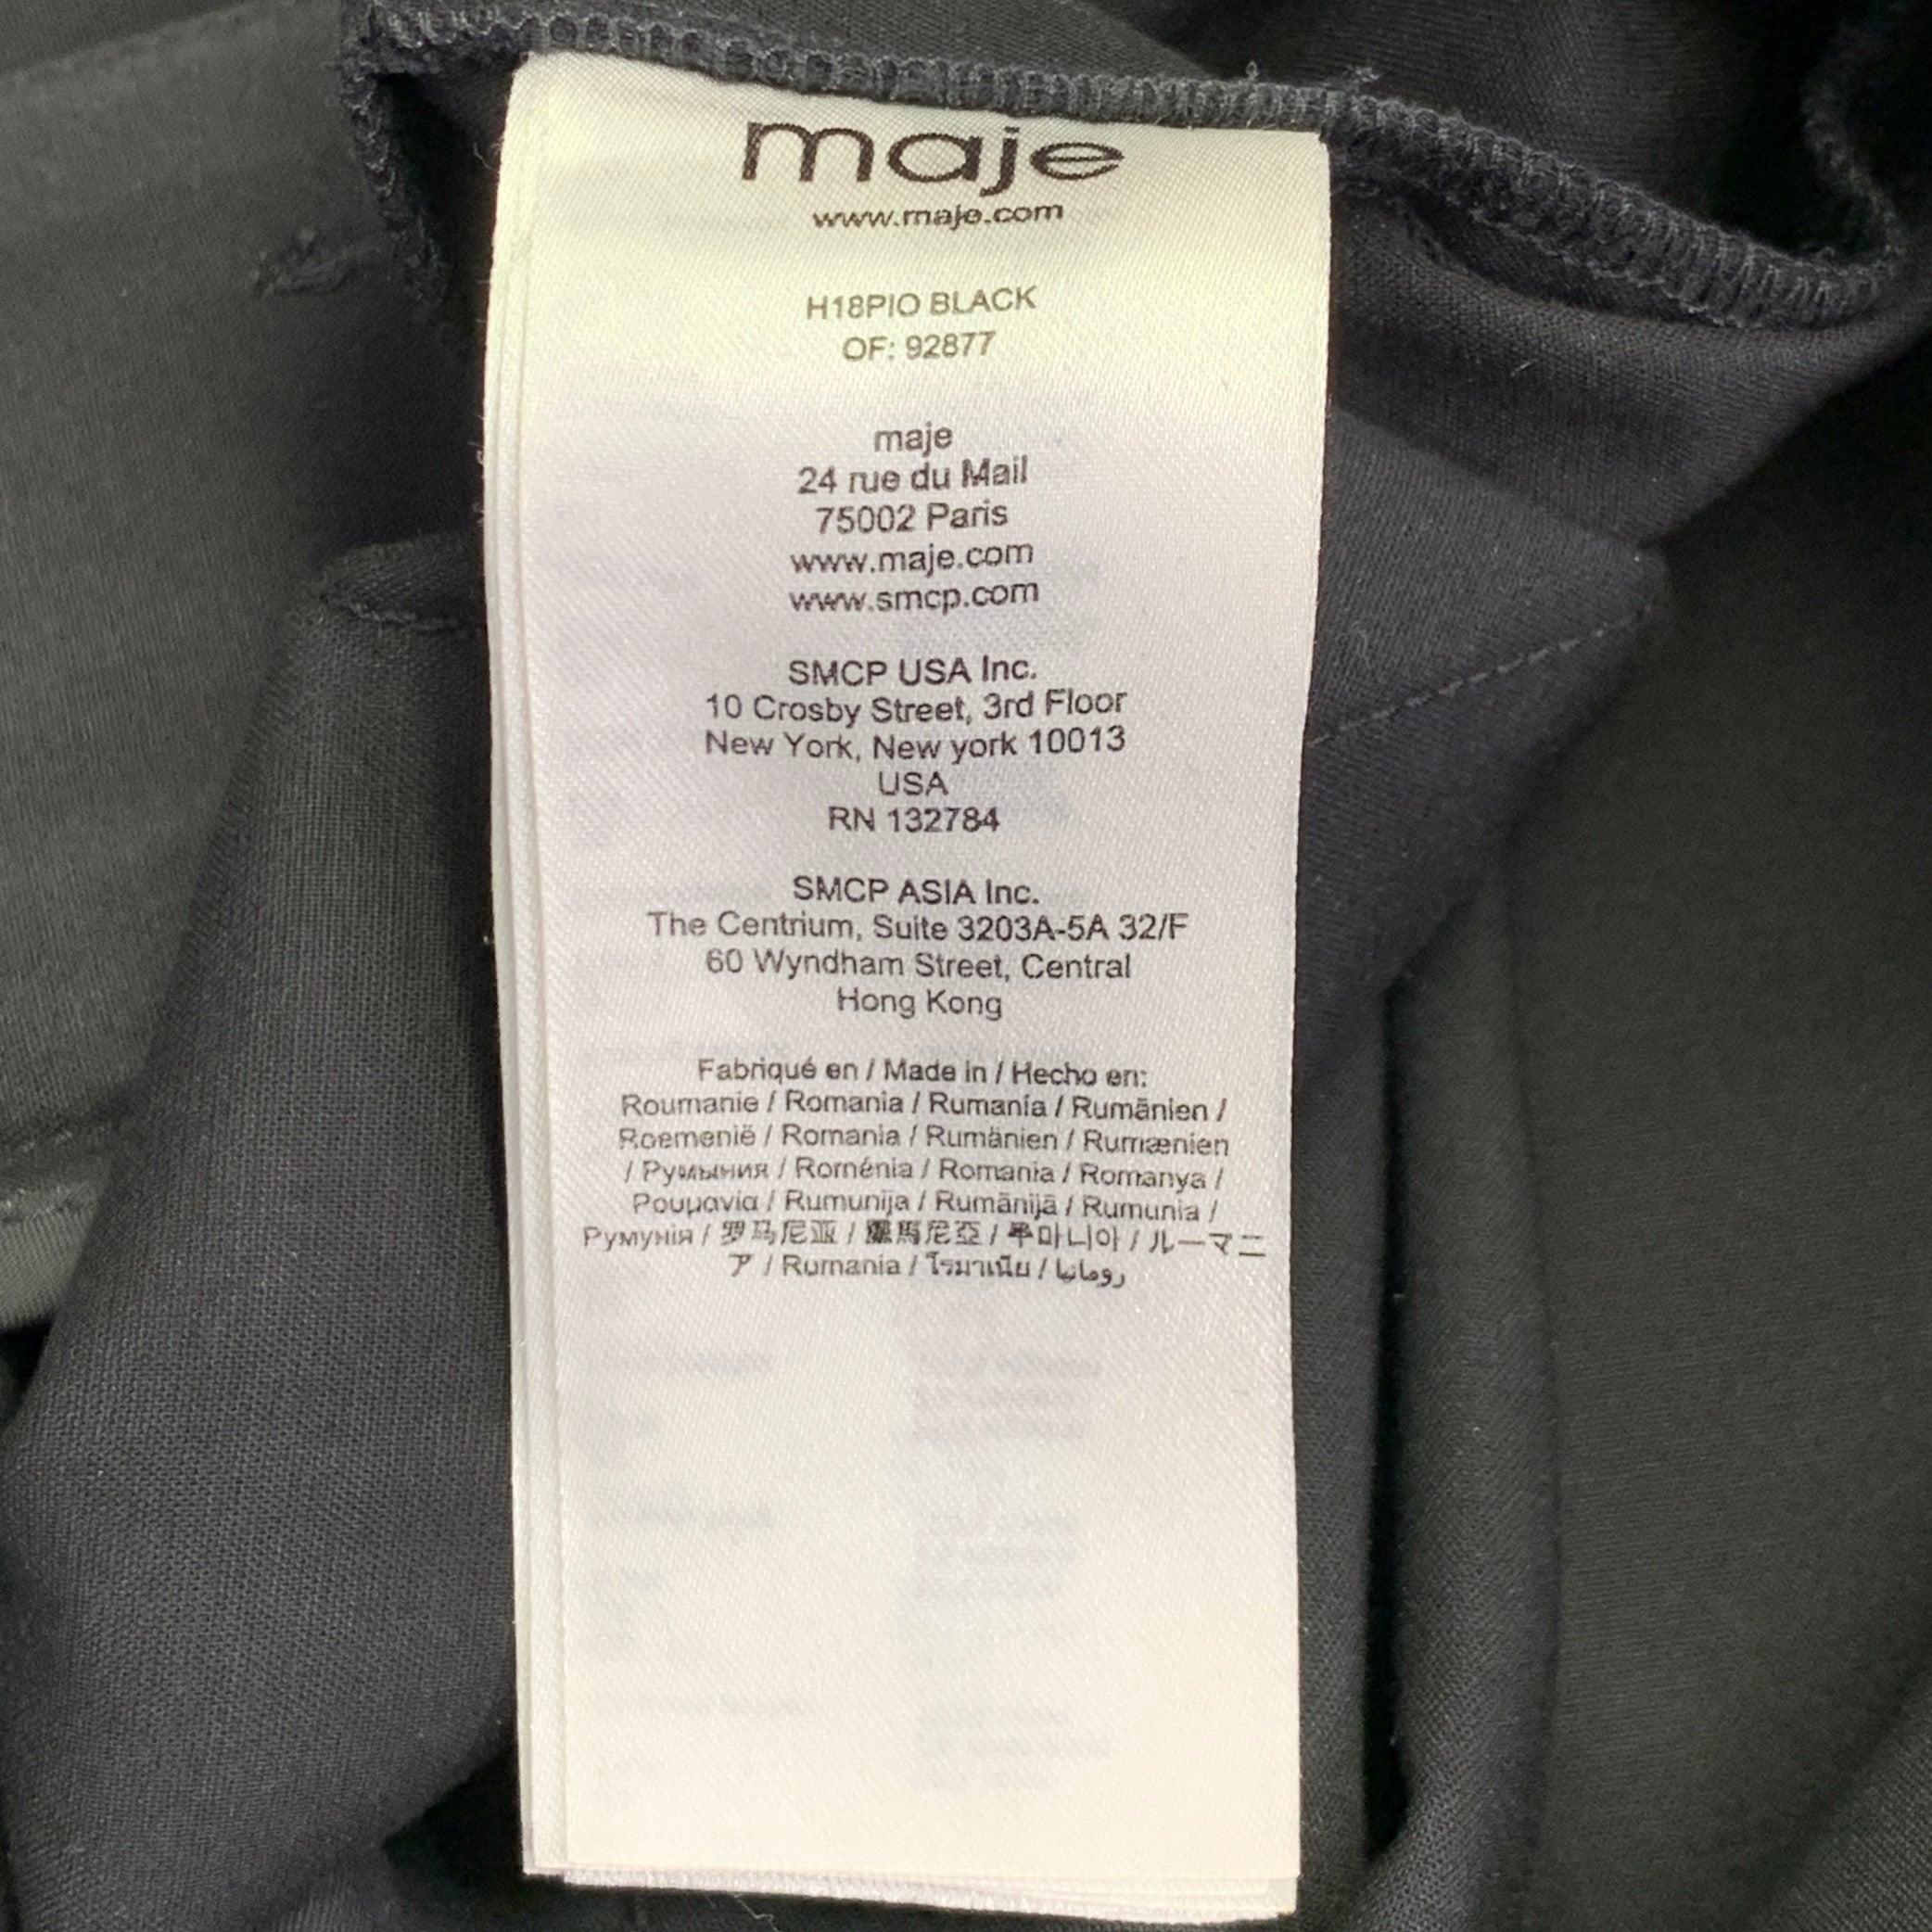 maje
www.maje.com
H18PIO BLACK
OF: 92877
maje
24 rue du Mail
75002 Paris
www.maje.com
www.smcp.com
SMCP USA Inc.
10 Crosby Street, 3rd Floor
New York, New york 10013
USA
RN 132784
SMCP ASIA Inc.
The Centrium, Suite 3203A-5A 32/F
60 Wyndham Street, Central
Hong Kong
Fabriqué en / Made in / Hecho en:
Roumanie / Romania / Rumanía / Rumänien /
Roemenië / Romania / Rumänien / Rumænien
/ Румыния / Roménia / Romania / Romanya /
Ρουμανία / Rumunija / Rumānijā / Rumunia /
Румунія / 罗马尼亚 / 羅馬尼亞 / 루마니아 / ルーマニ
ア / Rumania / โรมาเนีย / رومانيا